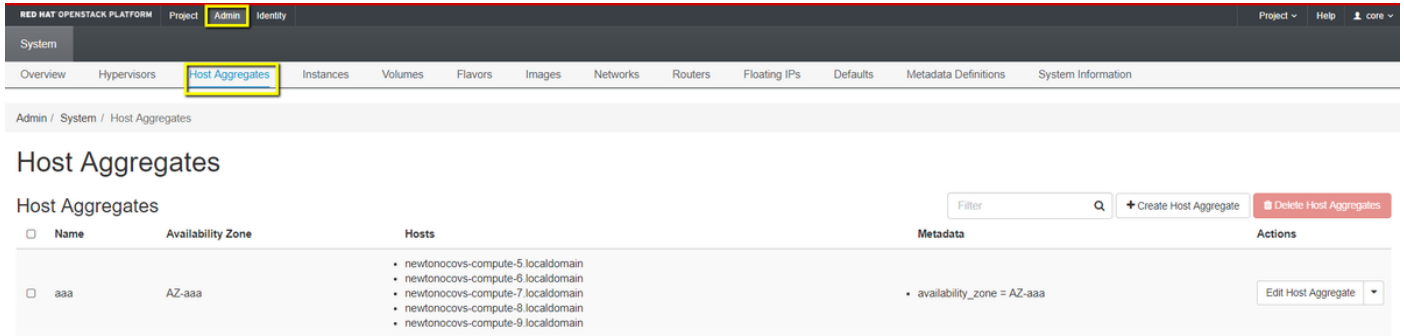 RED HAT OPENSTACK PLATFORM Project Admin Identity Project Help core
System
Overview Hypervisors Host Aggregates Instances Volumes Flavors Images Networks Routers Floating IPs Defaults Metadata Definitions System Information
Admin / System / Host Aggregates
Host Aggregates
Host Aggregates Filter + Create Host Aggregate Delete Host Aggregates
Name Availability Zone Hosts Metadata Actions
• newtonocovs-compute-5.localdomain
• newtonocovs-compute-6.localdomain
aaa AZ-aaa • newtonocovs-compute-7.localdomain • availability_zone = AZ-aaa Edit Host Aggregate
• newtonocovs-compute-8.localdomain
• newtonocovs-compute-9.localdomain